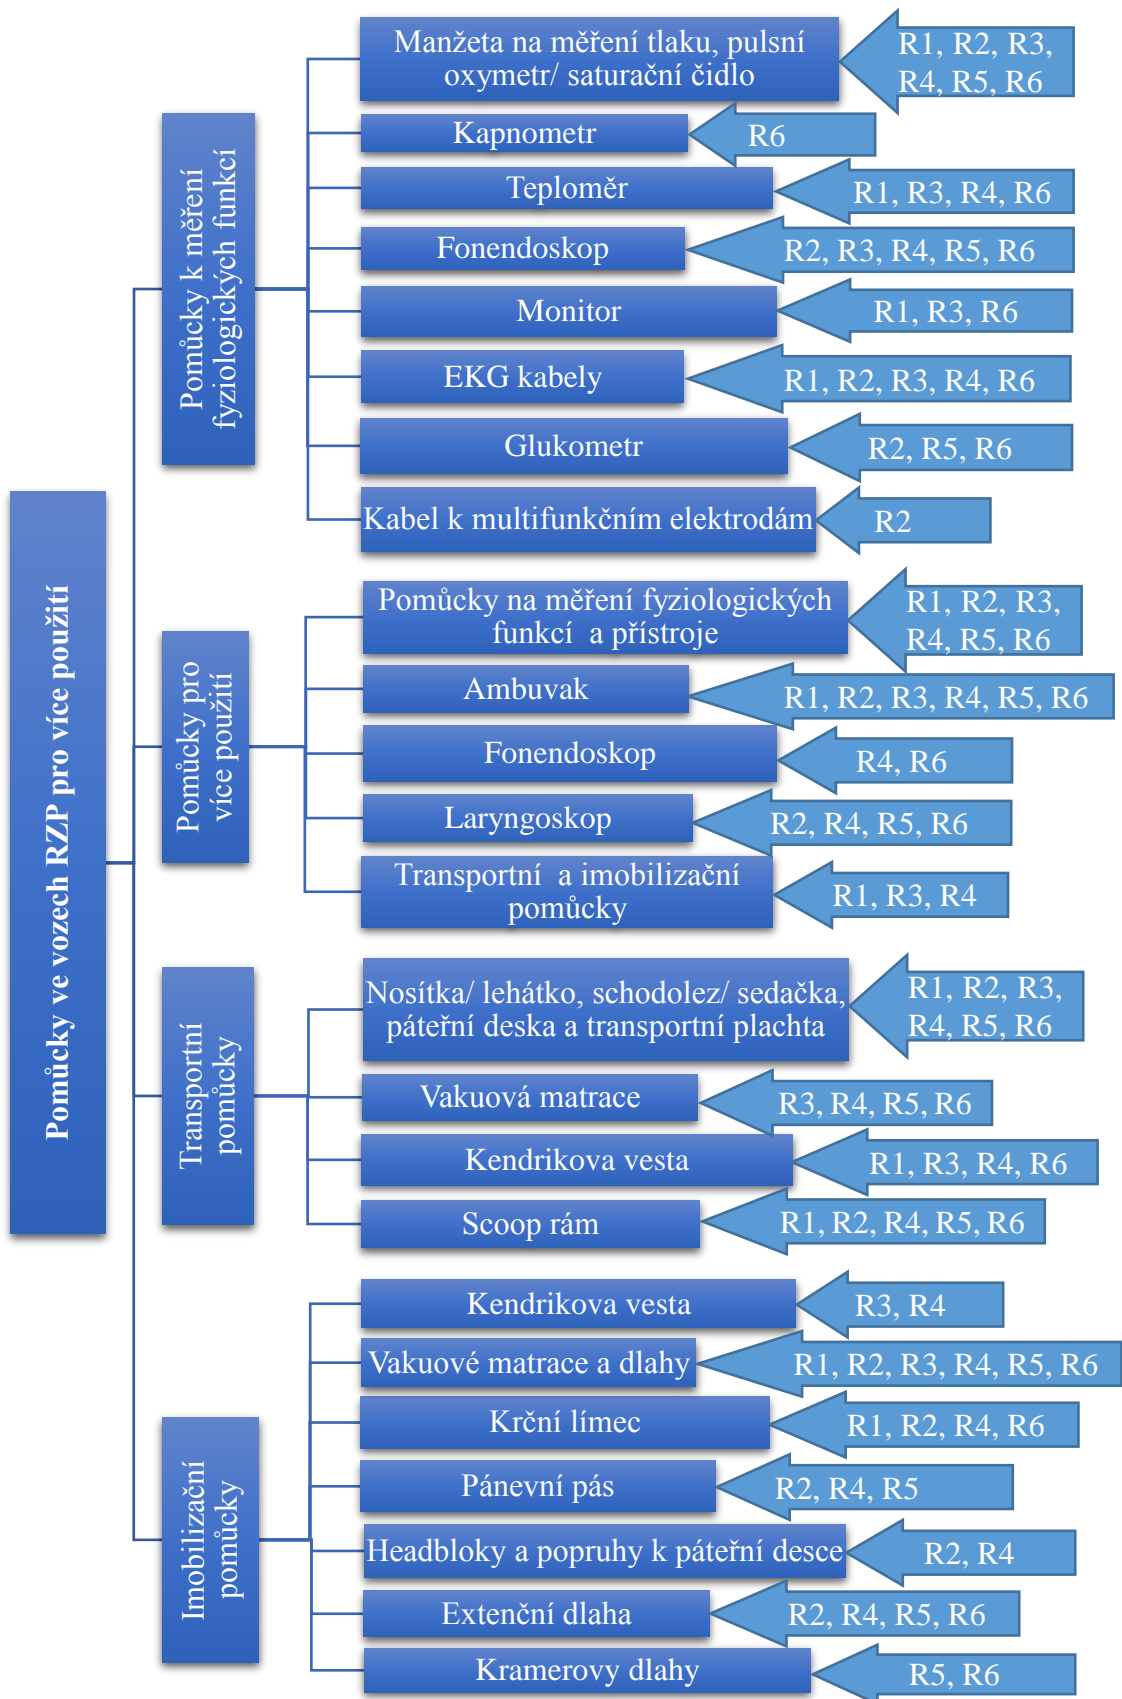 Pomůcky ve vozech RZP pro více použití
Pomůcky k měření
fyziologických funkcí
Manžeta na měření tlaku, pulsní
oxymetr/ saturační čidlo
R1, R2, R3,
R4, R5, R6
Kapnometr
R6
Teploměr
R1, R3, R4, R6
Fonendoskop
R2, R3, R4, R5, R6
Monitor
R1, R3, R6
EKG kabely
R1, R2, R3, R4, R6
Glukometr
R2, R5, R6
Kabel k multifunkčním elektrodám
R2
Pomůcky pro
více použití
Pomůcky na měření fyziologických
funkcí a přístroje
R1, R2, R3,
R4, R5, R6
Ambuvak
R1, R2, R3, R4, R5, R6
Fonendoskop
R4, R6
Laryngoskop
R2, R4, R5, R6
Transportní a imobilizační
pomůcky
R1, R3, R4
Transportní
pomůcky
Nosítka/ lehátko, schodolez/ sedačka,
páteřní deska a transportní plachta
R1, R2, R3,
R4, R5, R6
Vakuová matrace
R3, R4, R5, R6
Kendrikova vesta
R1, R3, R4, R6
Scoop rám
R1, R2, R4, R5, R6
Imobilizační
pomůcky
Kendrikova vesta
R3, R4
Vakuové matrace a dlahy
R1, R2, R3, R4, R5, R6
Krční límec
R1, R2, R4, R6
Pánevní pás
R2, R4, R5
Headbloky a popruhy k páteřní desce
R2, R4
Extenční dlaha
R2, R4, R5, R6
Kramerovy dlahy
R5, R6